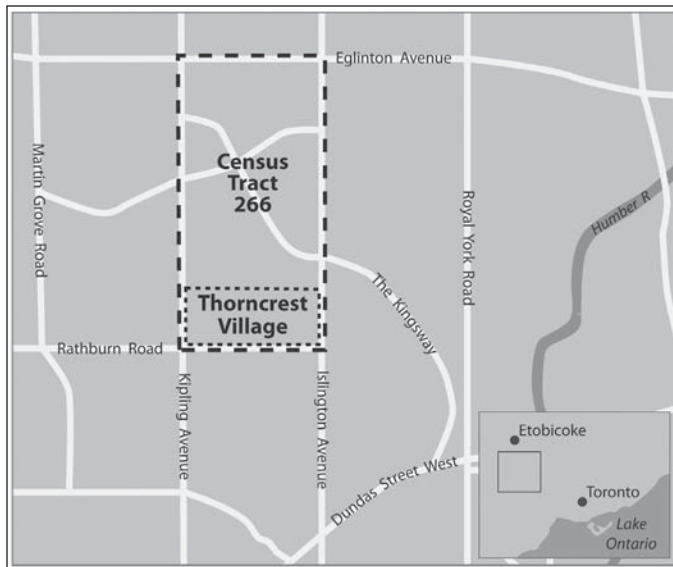 Eglinton Avenue
Martin Grove Road
Census
Tract
266
Royal York Road
Humber R
The Kingsway
Thorncrest
Village
Rathburn Road
Kipling Avenue
Islington Avenue
Dundas Street West
Etobicoke
Toronto
Lake
Ontario